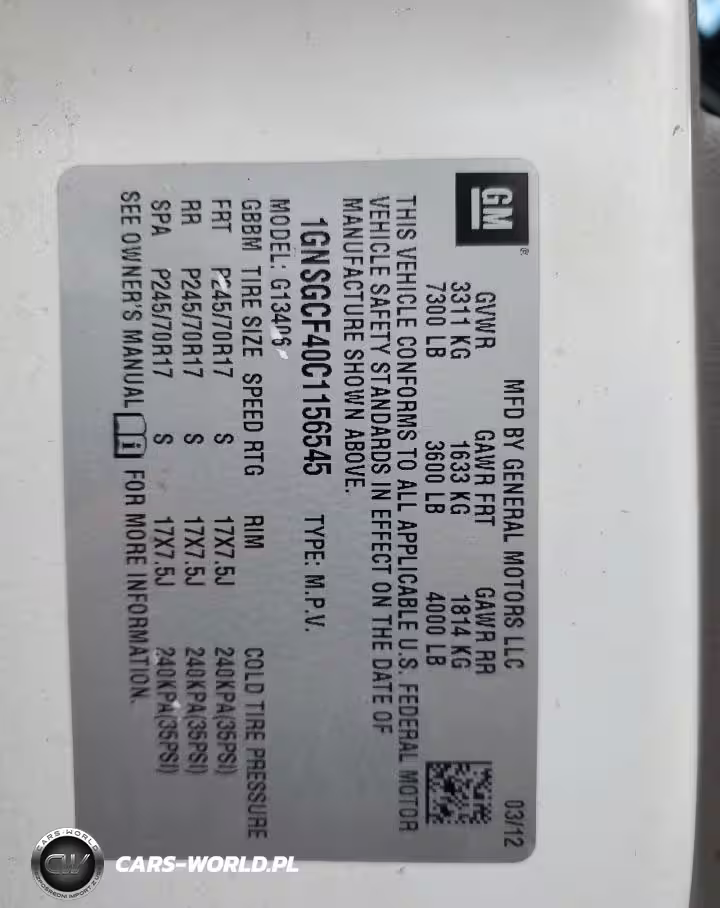 GM®
MFD BY GENERAL MOTORS LLC 03/12
GVWR GAWR FRT GAWR RR
3311 KG 1633 KG 1814 KG
7300 LB 3600 LB 4000 LB
THIS VEHICLE CONFORMS TO ALL APPLICABLE U.S. FEDERAL MOTOR
VEHICLE SAFETY STANDARDS IN EFFECT ON THE DATE OF
MANUFACTURE SHOWN ABOVE.
1GNSGCF40C1156545 TYPE: M.P.V.
MODEL: G13406
GBBM TIRE SIZE SPEED RTG RIM COLD TIRE PRESSURE
FRT P245/70R17 S 17X7.5J 240KPA(35PSI)
RR P245/70R17 S 17X7.5J 240KPA(35PSI)
SPA P245/70R17 S 17X7.5J 240KPA(35PSI)
SEE OWNER'S MANUAL i FOR MORE INFORMATION.
CARS-WORLD
CW
CARS-WORLD.PL